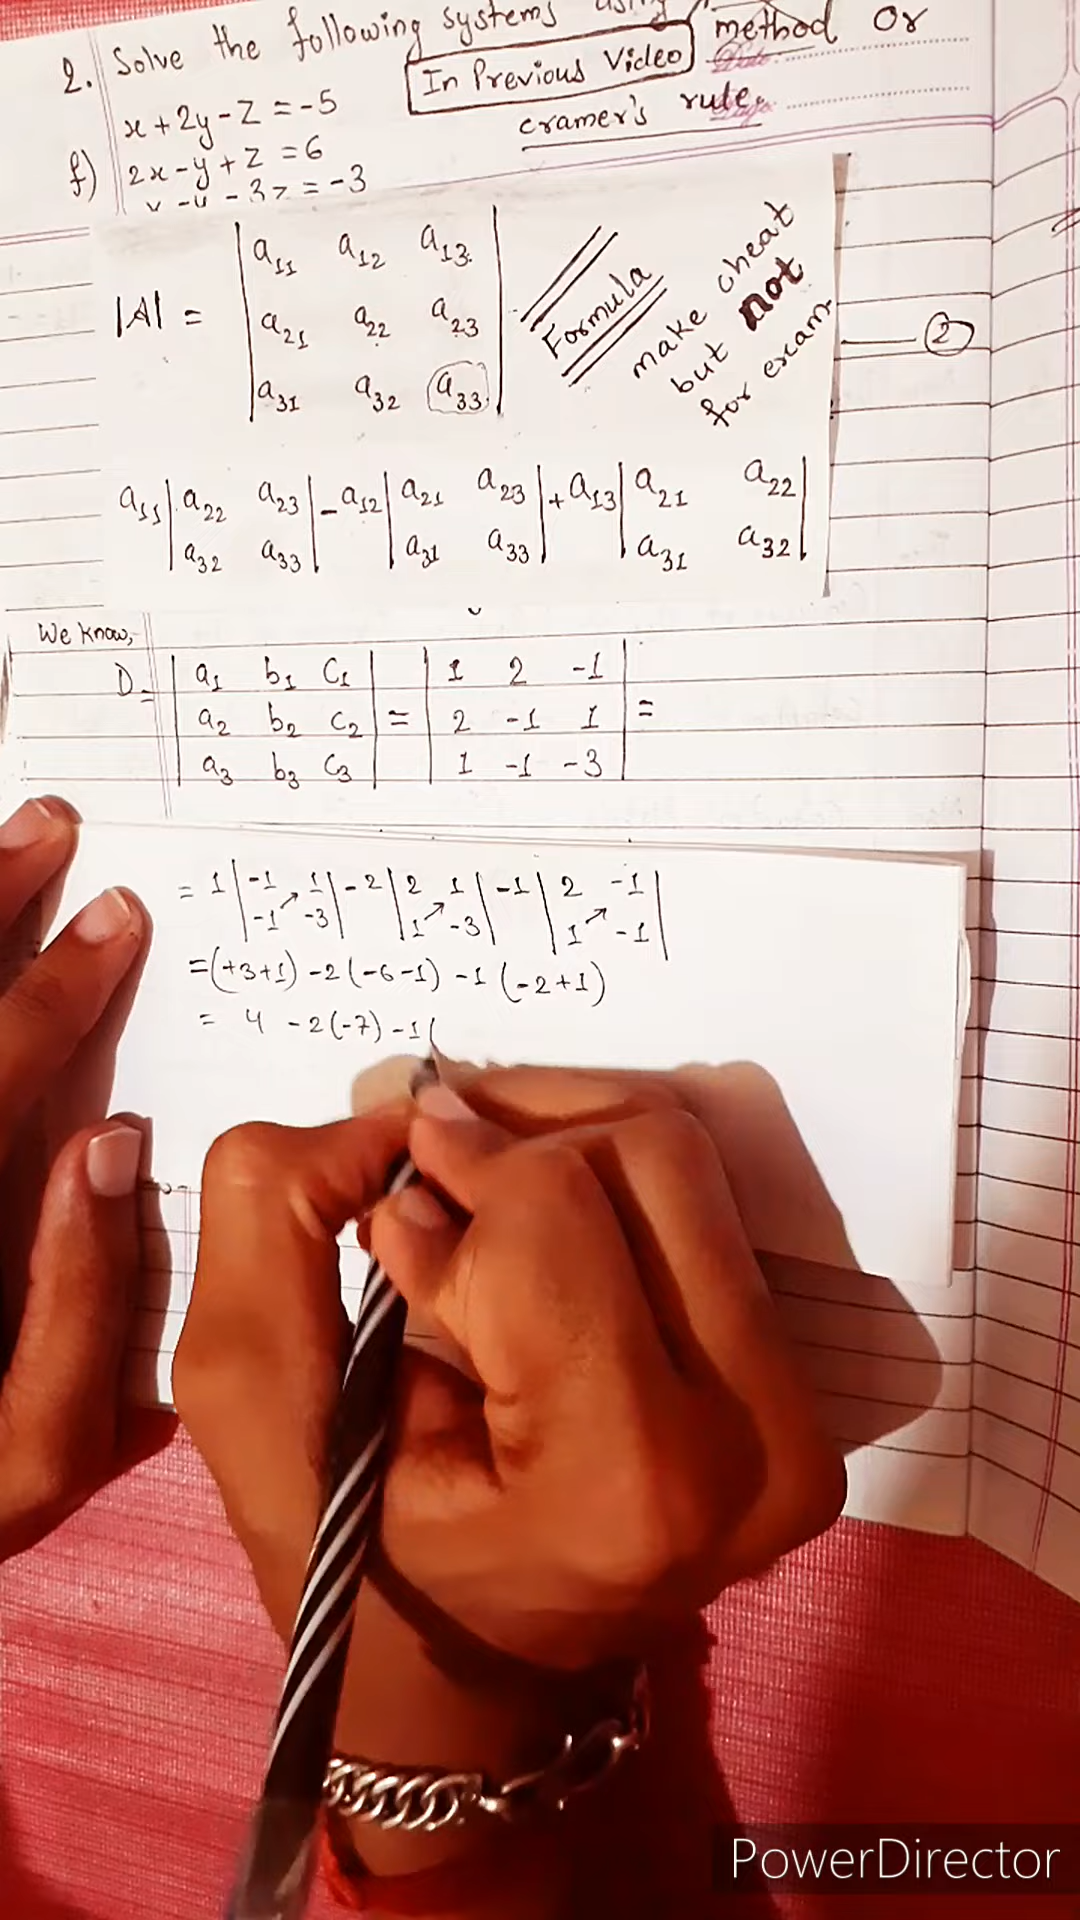 2. Solve the following systems using method Or
In Previous Video
cramer's rule.
x + 2y - z = -5
f) 2x - y + z = 6
x - y - 3z = -3
|A| = | a11 a12 a13 |
| a21 a22 a23 |
| a31 a32 a33 |
Formula
make cheat
but not
for exam
2
a11 | a22 a23 | - a12 | a21 a23 | + a13 | a21 a22 |
| a32 a33 | | a31 a33 | | a31 a32 |
We know,
D = | a1 b1 c1 | = | 1 2 -1 | =
| a2 b2 c2 | | 2 -1 1 |
| a3 b3 c3 | | 1 -1 -3 |
= 1 | -1 1 | - 2 | 2 1 | - 1 | 2 -1 |
| -1 -3 | | 1 -3 | | 1 -1 |
= (+3+1) -2(-6-1) -1 (-2+1)
= 4 -2(-7) -1(
PowerDirector